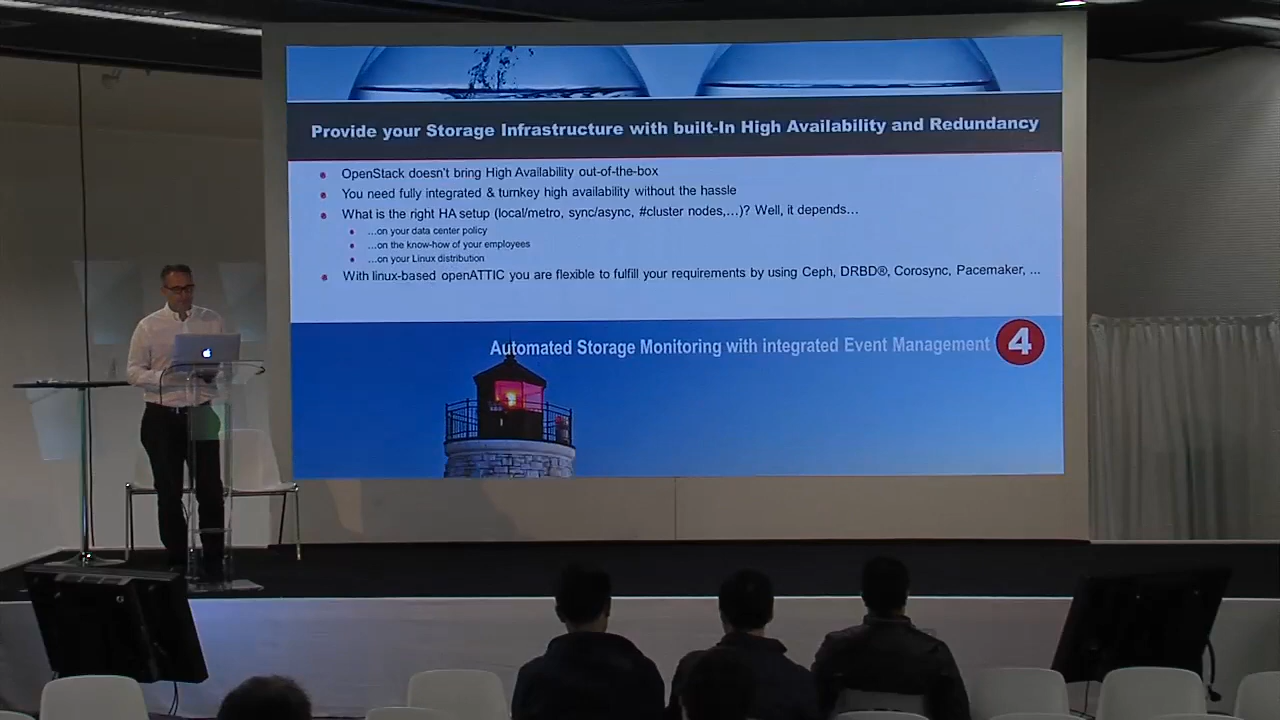 Provide your Storage Infrastructure with built-In High Availability and Redundancy
OpenStack doesn't bring High Availability out-of-the-box
You need fully integrated & turnkey high availability without the hassle
What is the right HA setup (local/metro, sync/async, #cluster nodes,...)? Well, it depends...
...on your data center policy
...on the know-how of your employees
...on your Linux distribution
With linux-based openATTIC you are flexible to fulfill your requirements by using Ceph, DRBD®, Corosync, Pacemaker, ...
Automated Storage Monitoring with integrated Event Management 4